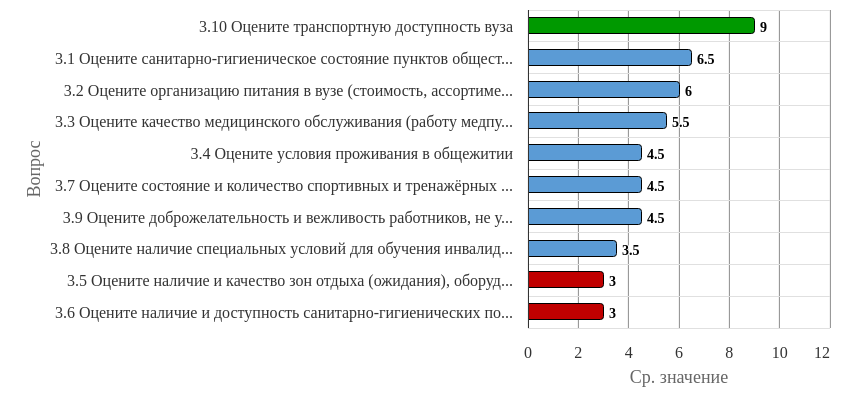 3.10 Оцените транспортную доступность вуза 9
3.1 Оцените санитарно-гигиеническое состояние пунктов общест... 6.5
3.2 Оцените организацию питания в вузе (стоимость, ассортиме... 6
3.3 Оцените качество медицинского обслуживания (работу медпу... 5.5
3.4 Оцените условия проживания в общежитии 4.5
3.7 Оцените состояние и количество спортивных и тренажёрных ... 4.5
3.9 Оцените доброжелательность и вежливость работников, не у... 4.5
3.8 Оцените наличие специальных условий для обучения инвалид... 3.5
3.5 Оцените наличие и качество зон отдыха (ожидания), оборуд... 3
3.6 Оцените наличие и доступность санитарно-гигиенических по... 3
Вопрос
0 2 4 6 8 10 12
Ср. значение